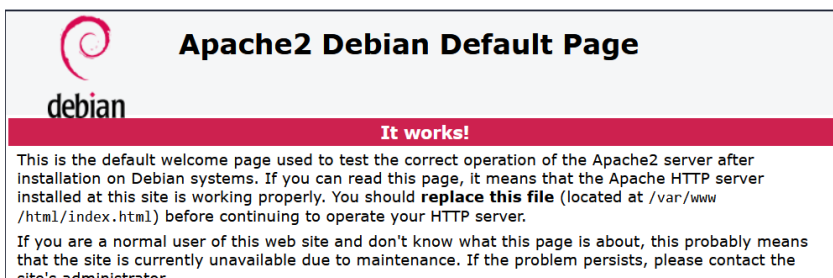 Apache2 Debian Default Page
debian
It works!
This is the default welcome page used to test the correct operation of the Apache2 server after
installation on Debian systems. If you can read this page, it means that the Apache HTTP server
installed at this site is working properly. You should replace this file (located at /var/www
/html/index.html) before continuing to operate your HTTP server.
If you are a normal user of this web site and don't know what this page is about, this probably means
that the site is currently unavailable due to maintenance. If the problem persists, please contact the
site's administrator.